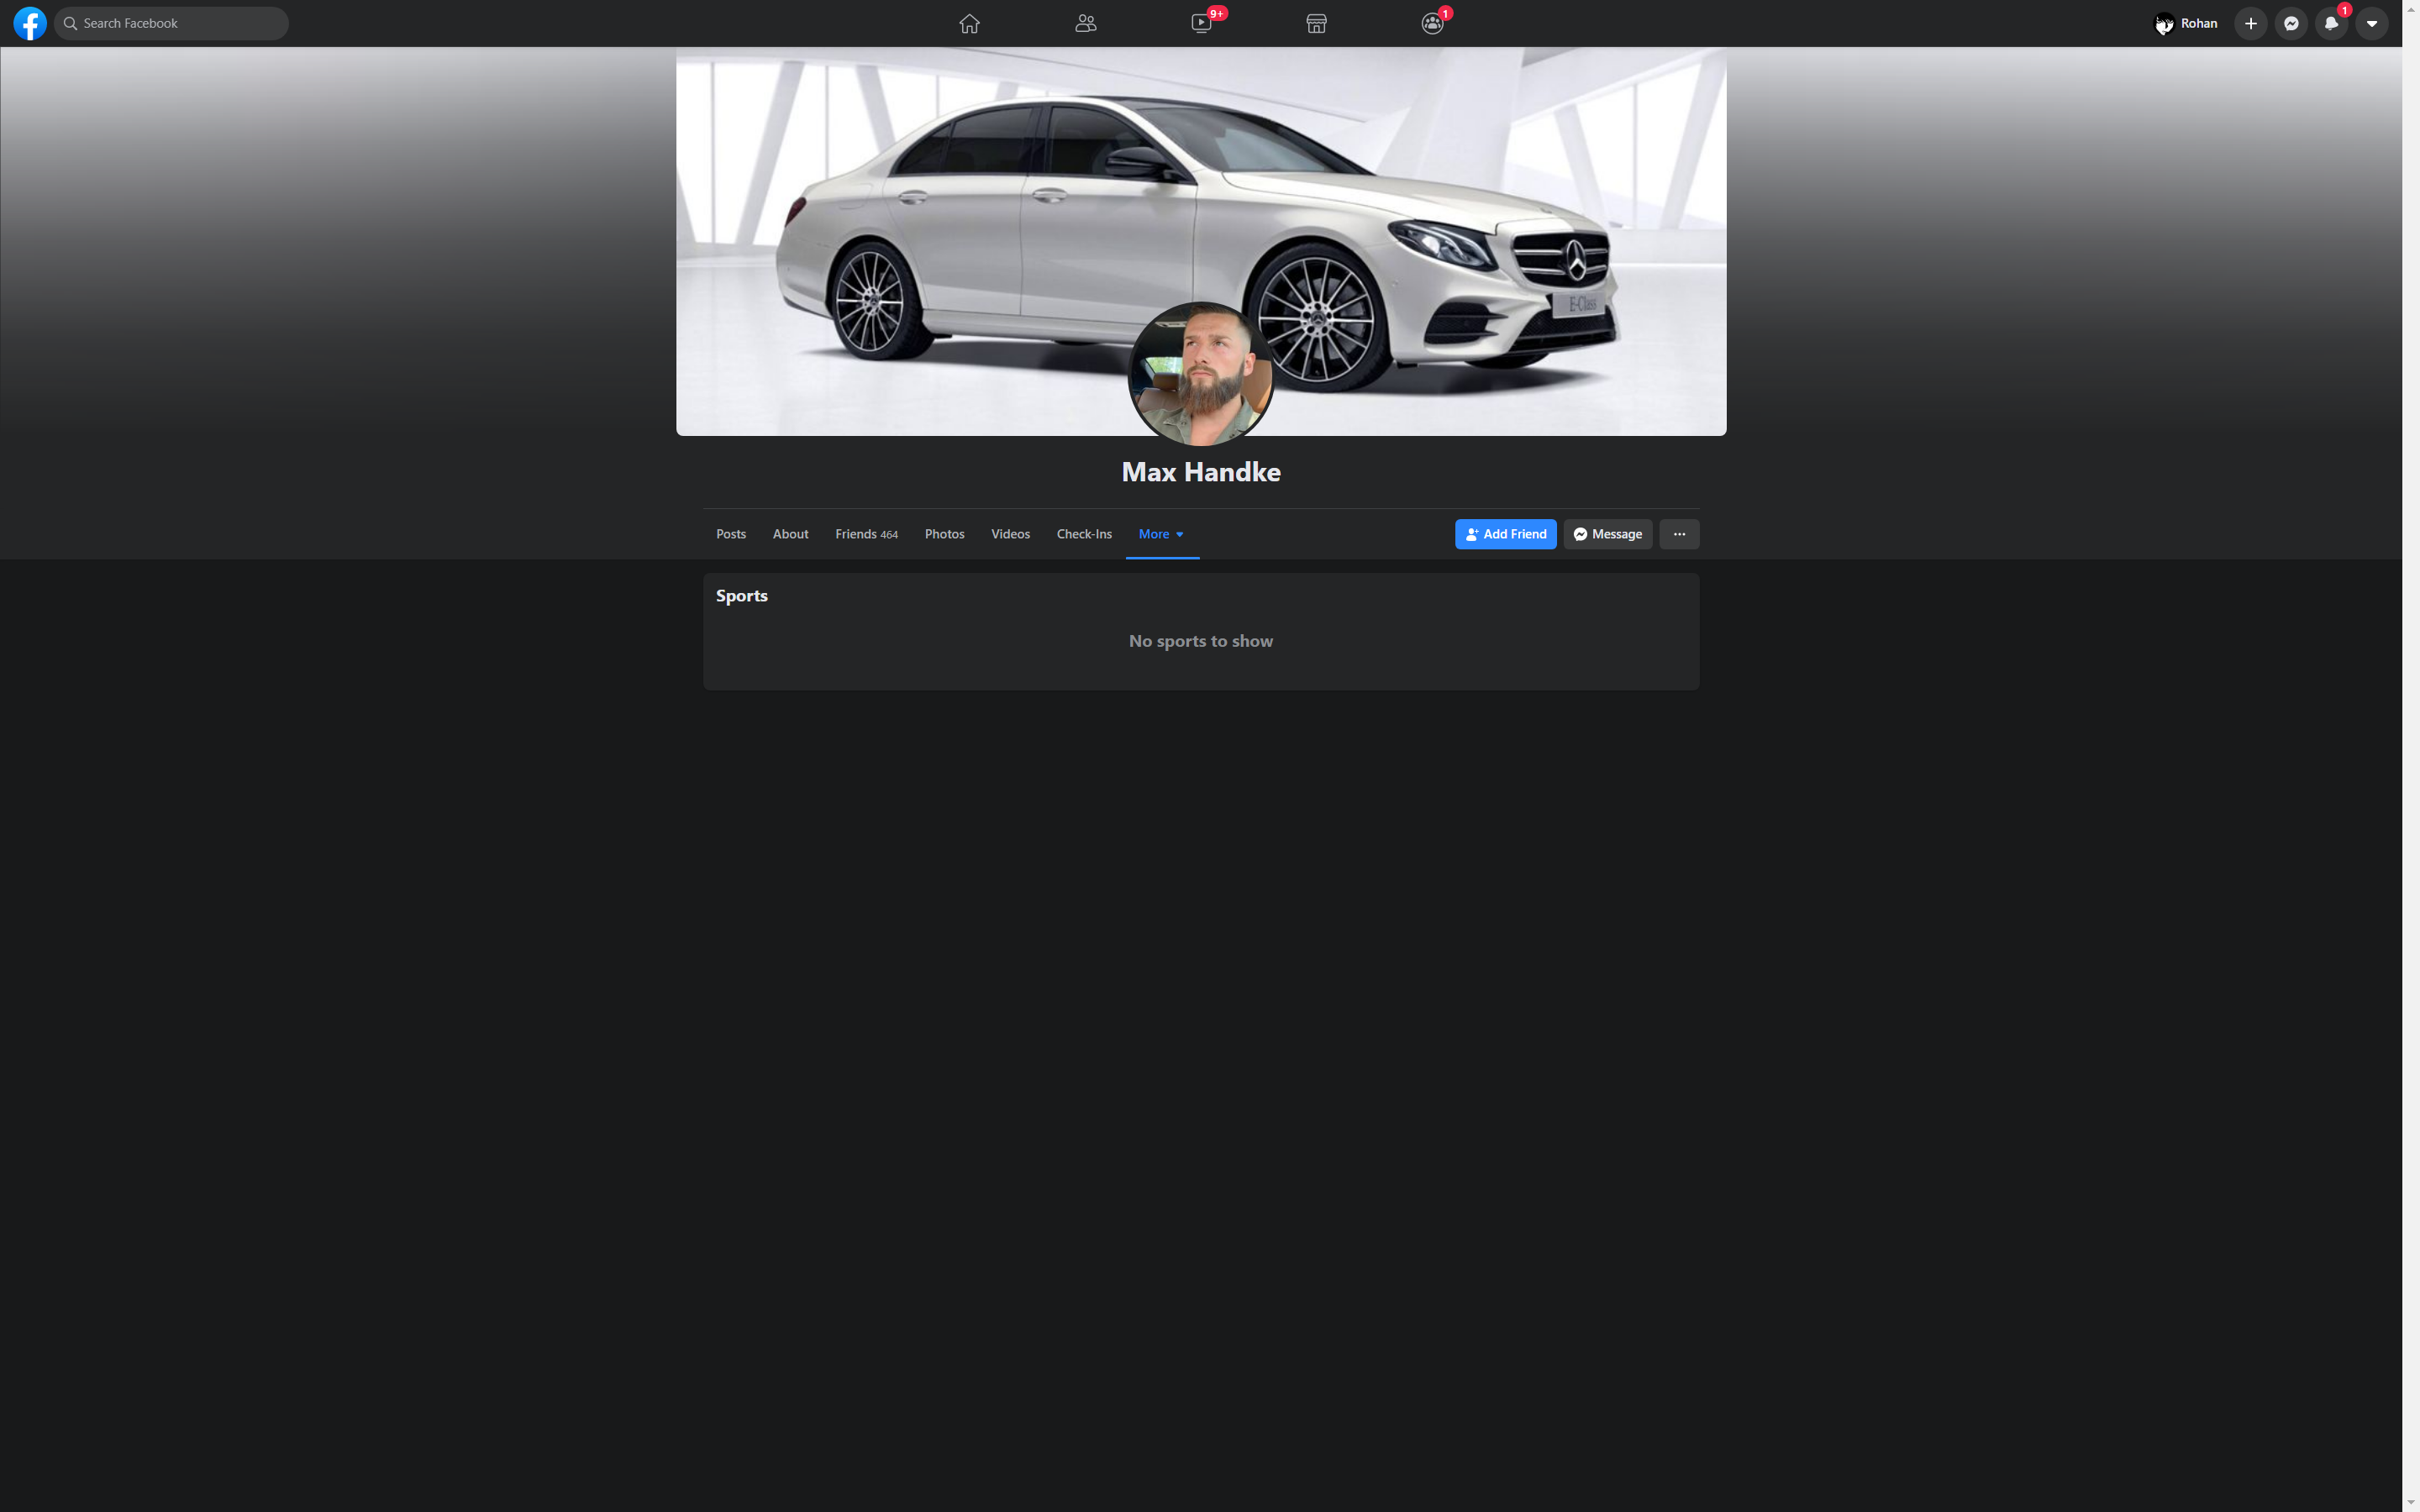 Search Facebook
9+
1
Rohan
1
E-Class
Max Handke
Posts About Friends 464 Photos Videos Check-Ins More Add Friend Message
Sports
No sports to show